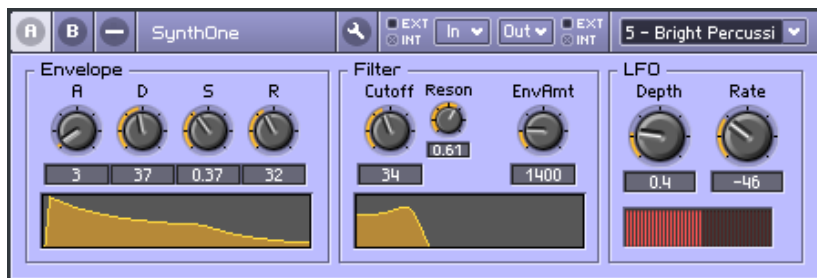 A B SynthOne EXT INT In Out EXT INT 5 - Bright Percussi
Envelope Filter LFO
A D S R Cutoff Reson EnvAmt Depth Rate
0.61
3 37 0.37 32 34 1400 0.4 -46